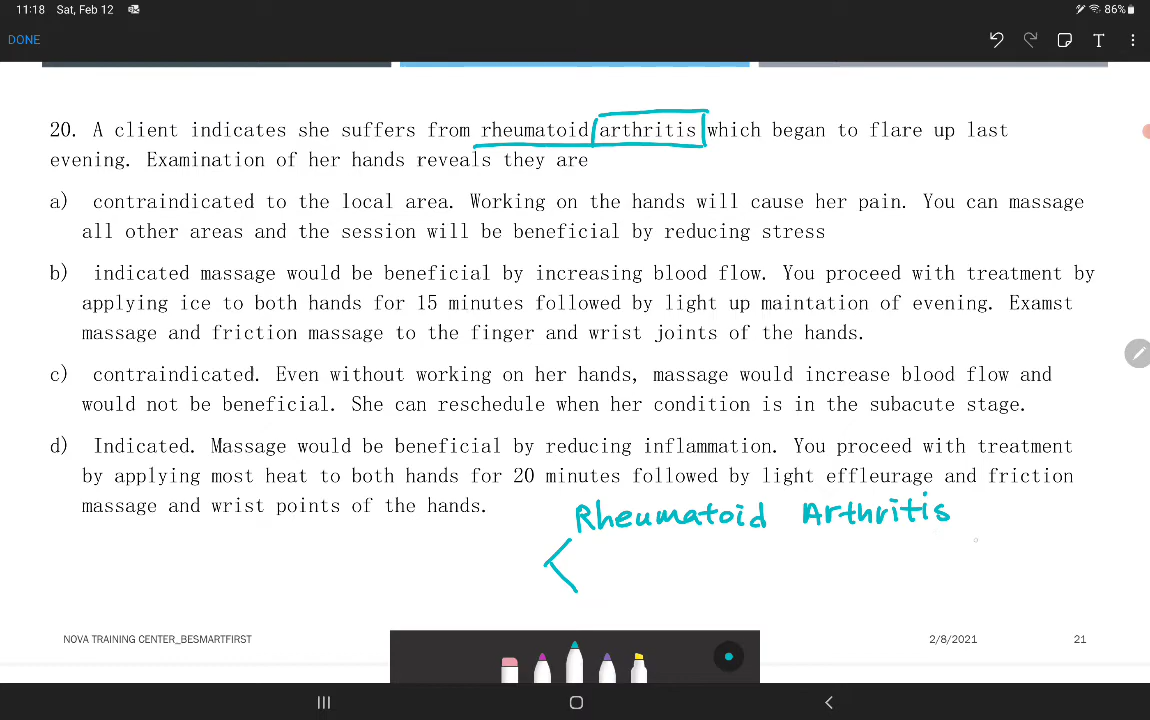 11:18 Sat, Feb 12 86%
DONE T
20. A client indicates she suffers from rheumatoid arthritis which began to flare up last
evening. Examination of her hands reveals they are
a) contraindicated to the local area. Working on the hands will cause her pain. You can massage
all other areas and the session will be beneficial by reducing stress
b) indicated massage would be beneficial by increasing blood flow. You proceed with treatment by
applying ice to both hands for 15 minutes followed by light up maintation of evening. Examst
massage and friction massage to the finger and wrist joints of the hands.
c) contraindicated. Even without working on her hands, massage would increase blood flow and
would not be beneficial. She can reschedule when her condition is in the subacute stage.
d) Indicated. Massage would be beneficial by reducing inflammation. You proceed with treatment
by applying most heat to both hands for 20 minutes followed by light effleurage and friction
massage and wrist points of the hands.
Rheumatoid Arthritis
NOVA TRAINING CENTER_BESMARTFIRST 2/8/2021 21